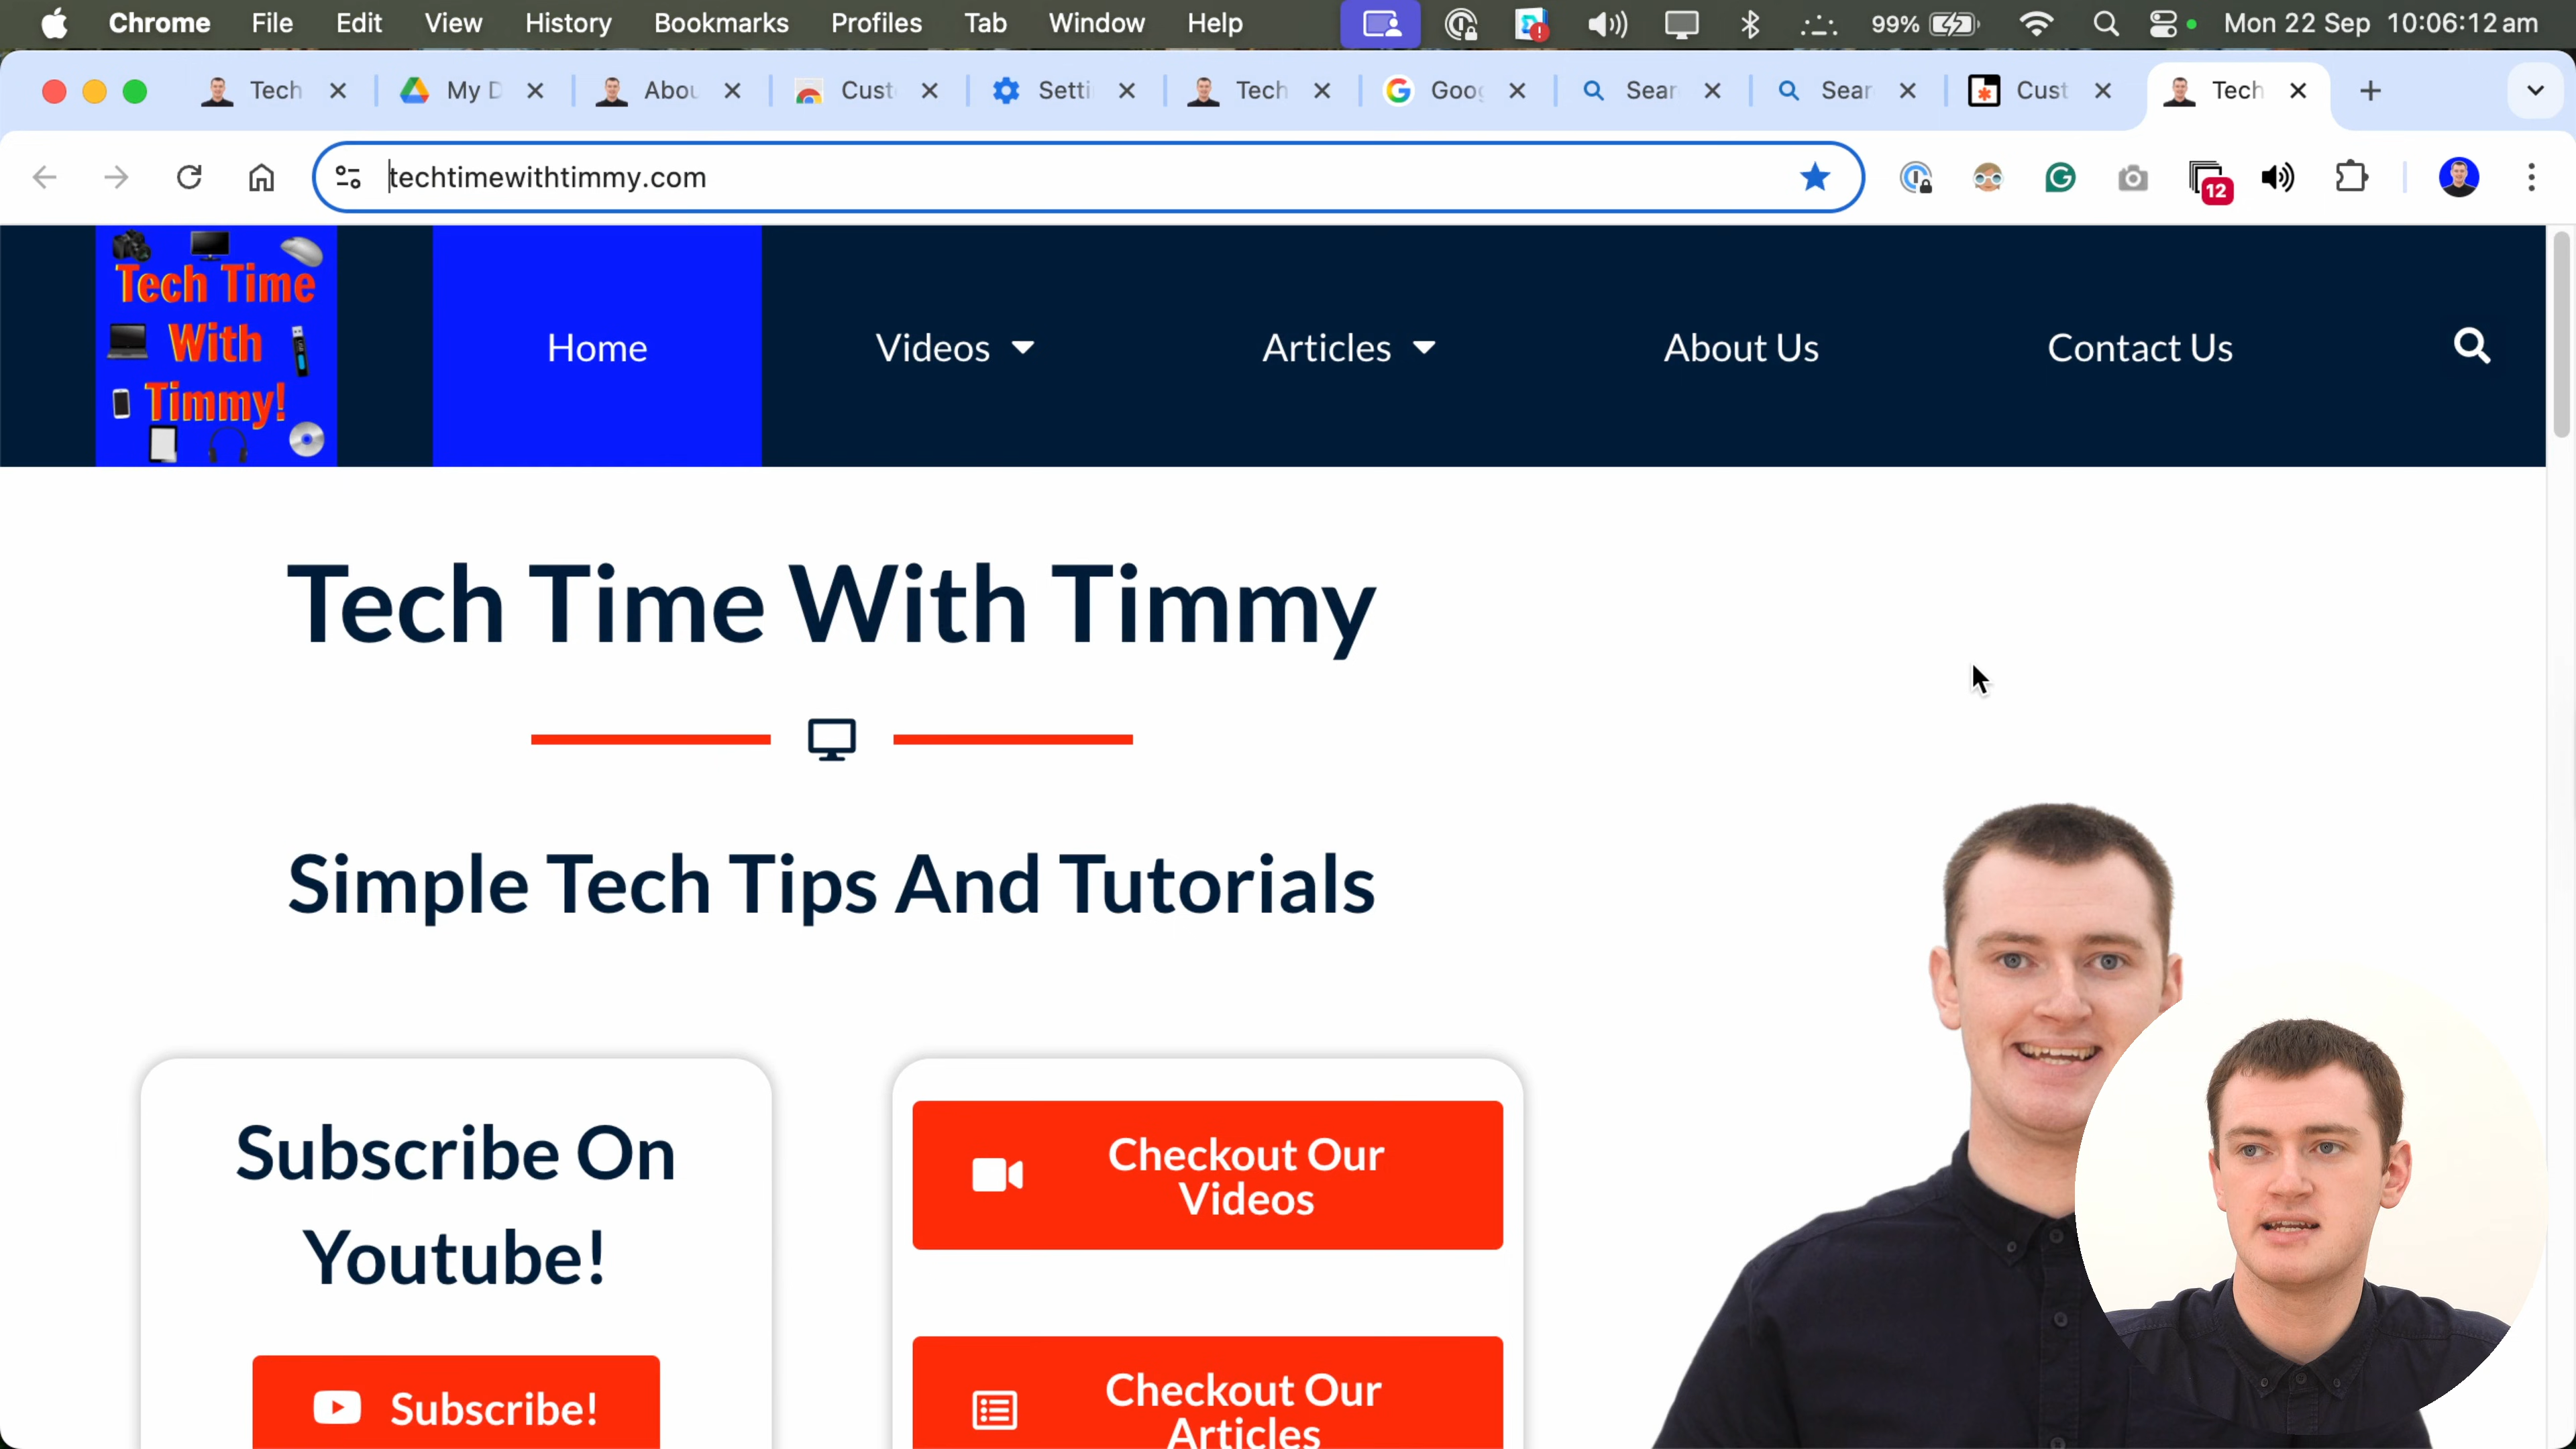 Chrome File Edit View History Bookmarks Profiles Tab Window Help 99% Mon 22 Sep 10:06:12 am
Tech My D Abou Cust Setti Tech Goog Sear Sear Cust Tech
techtimewithtimmy.com
12
Tech Time
With
Timmy!
Home Videos Articles About Us Contact Us
Tech Time With Timmy
Simple Tech Tips And Tutorials
Subscribe On
Youtube!
Subscribe!
Checkout Our
Videos
Checkout Our
Articles